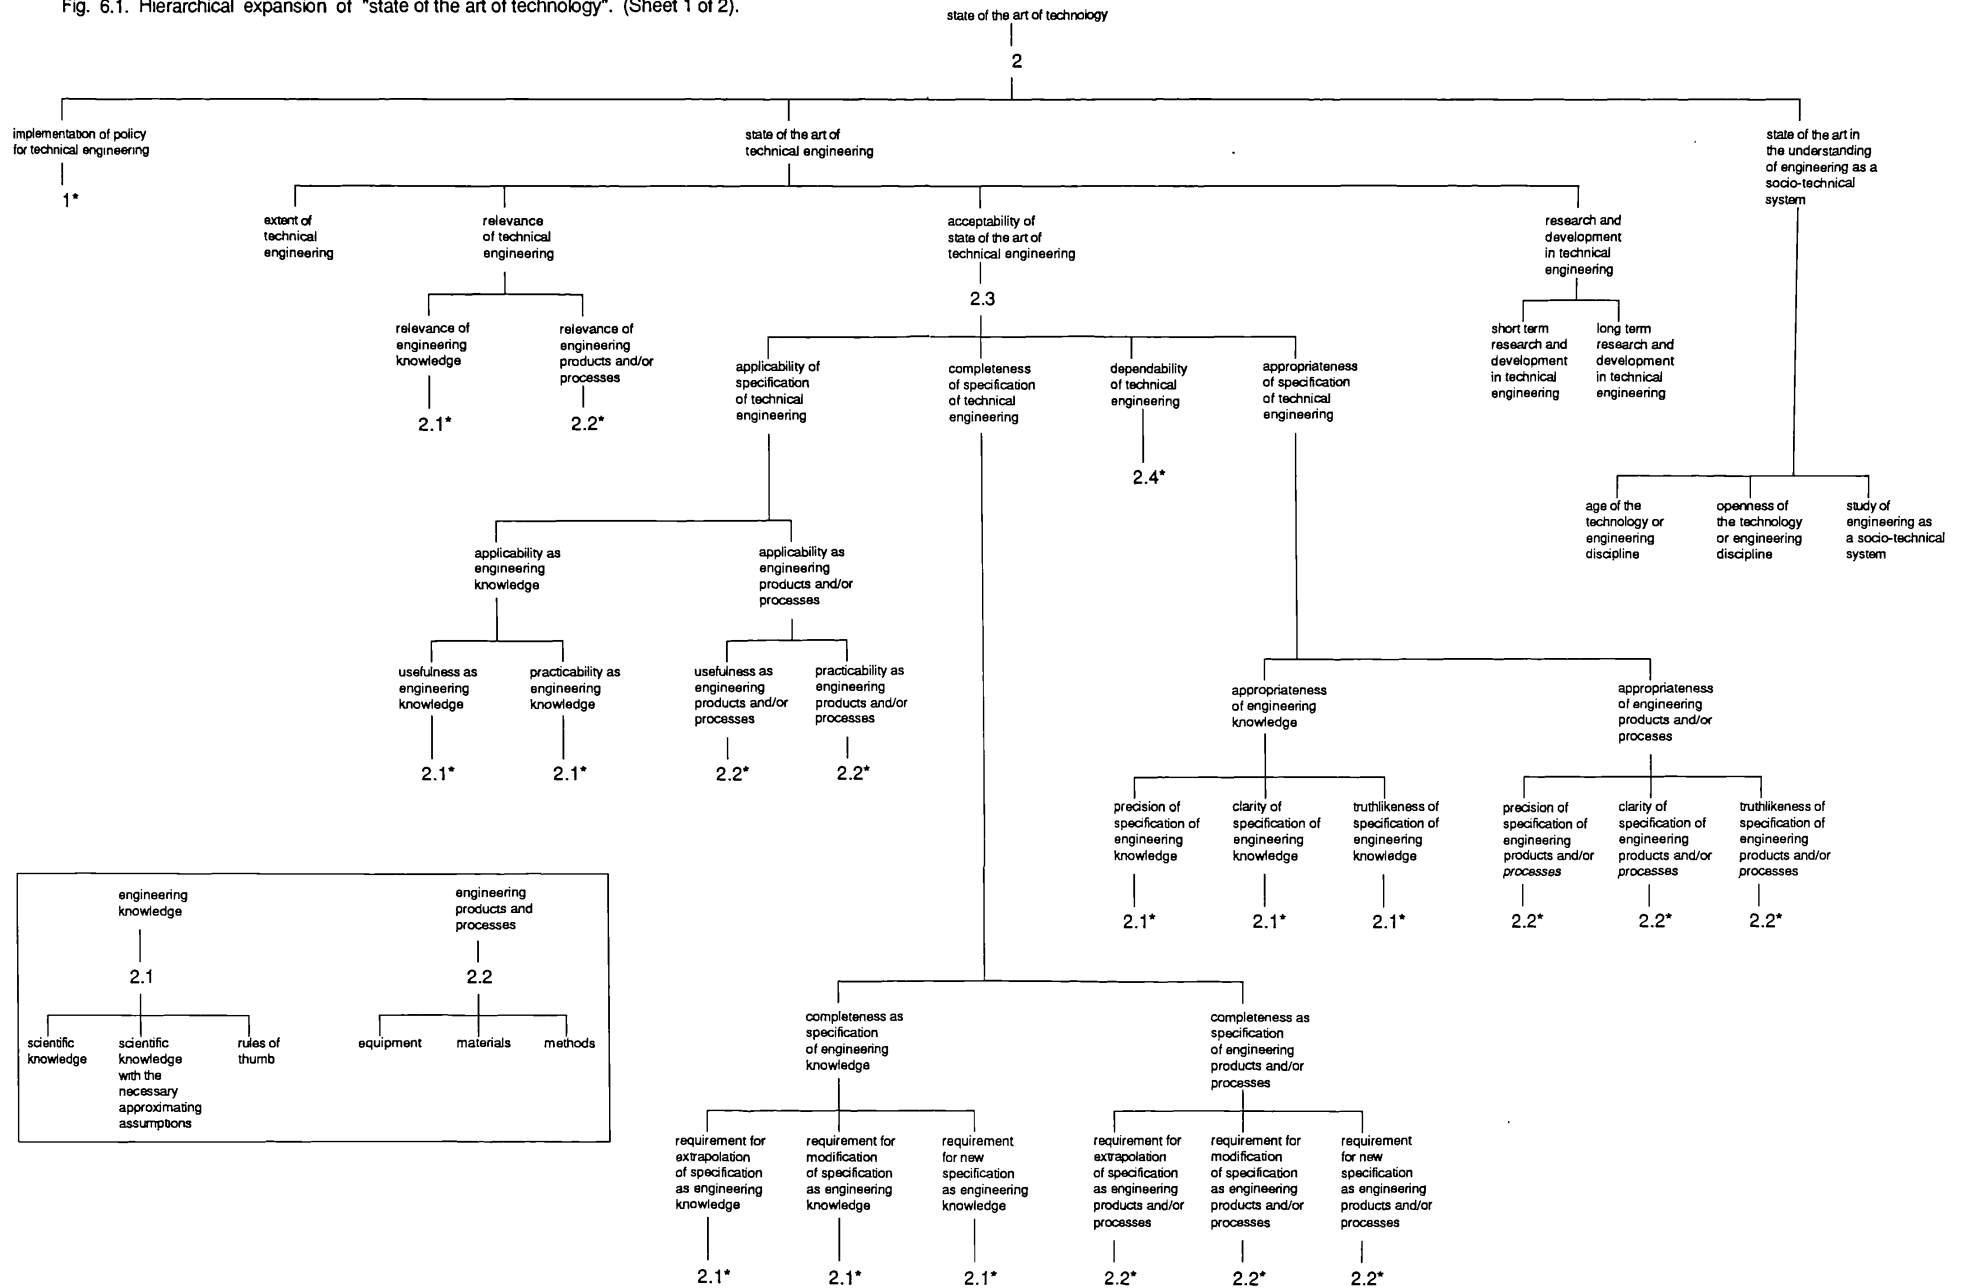 Fig. 6.1. Hierarchical expansion of "state of the art of technology". (Sheet 1 of 2).
state of the art of technology
2
implementation of policy
for technical engineering
1*
state of the art of
technical engineering
state of the art in
the understanding
of engineering as a
socio-technical
system
extent of
technical
engineering
relevance
of technical
engineering
acceptability of
state of the art of
technical engineering
2.3
research and
development
in technical
engineering
relevance of
engineering
knowledge
2.1*
relevance of
engineering
products and/or
processes
2.2*
applicability of
specification
of technical
engineering
completeness
of specification
of technical
engineering
dependability
of technical
engineering
2.4*
appropriateness
of specification
of technical
engineering
short term
research and
development
in technical
engineering
long term
research and
development
in technical
engineering
age of the
technology or
engineering
discipline
openness of
the technology
or engineering
discipline
study of
engineering as
a socio-technical
system
applicability as
engineering
knowledge
applicability as
engineering
products and/or
processes
usefulness as
engineering
knowledge
2.1*
practicability as
engineering
knowledge
2.1*
usefulness as
engineering
products and/or
processes
2.2*
practicability as
engineering
products and/or
processes
2.2*
appropriateness
of engineering
knowledge
appropriateness
of engineering
products and/or
proceses
precision of
specification of
engineering
knowledge
2.1*
clarity of
specification of
engineering
knowledge
2.1*
truthlikeness of
specification of
engineering
knowledge
2.1*
precision of
specification of
engineering
products and/or
processes
2.2*
clarity of
specification of
engineering
products and/or
processes
2.2*
truthlikeness of
specification of
engineering
products and/or
processes
2.2*
engineering
knowledge
2.1
scientific
knowledge
scientific
knowledge
with the
necessary
approximating
assumptions
rules of
thumb
engineering
products and
processes
2.2
equipment
materials
methods
completeness as
specification
of engineering
knowledge
completeness as
specification
of engineering
products and/or
processes
requirement for
extrapolation
of specification
as engineering
knowledge
2.1*
requirement for
modification
of specification
as engineering
knowledge
2.1*
requirement
for new
specification
as engineering
knowledge
2.1*
requirement for
extrapolation
of specification
as engineering
products and/or
processes
2.2*
requirement for
modification
of specification
as engineering
products and/or
processes
2.2*
requirement
for new
specification
as engineering
products and/or
processes
2.2*